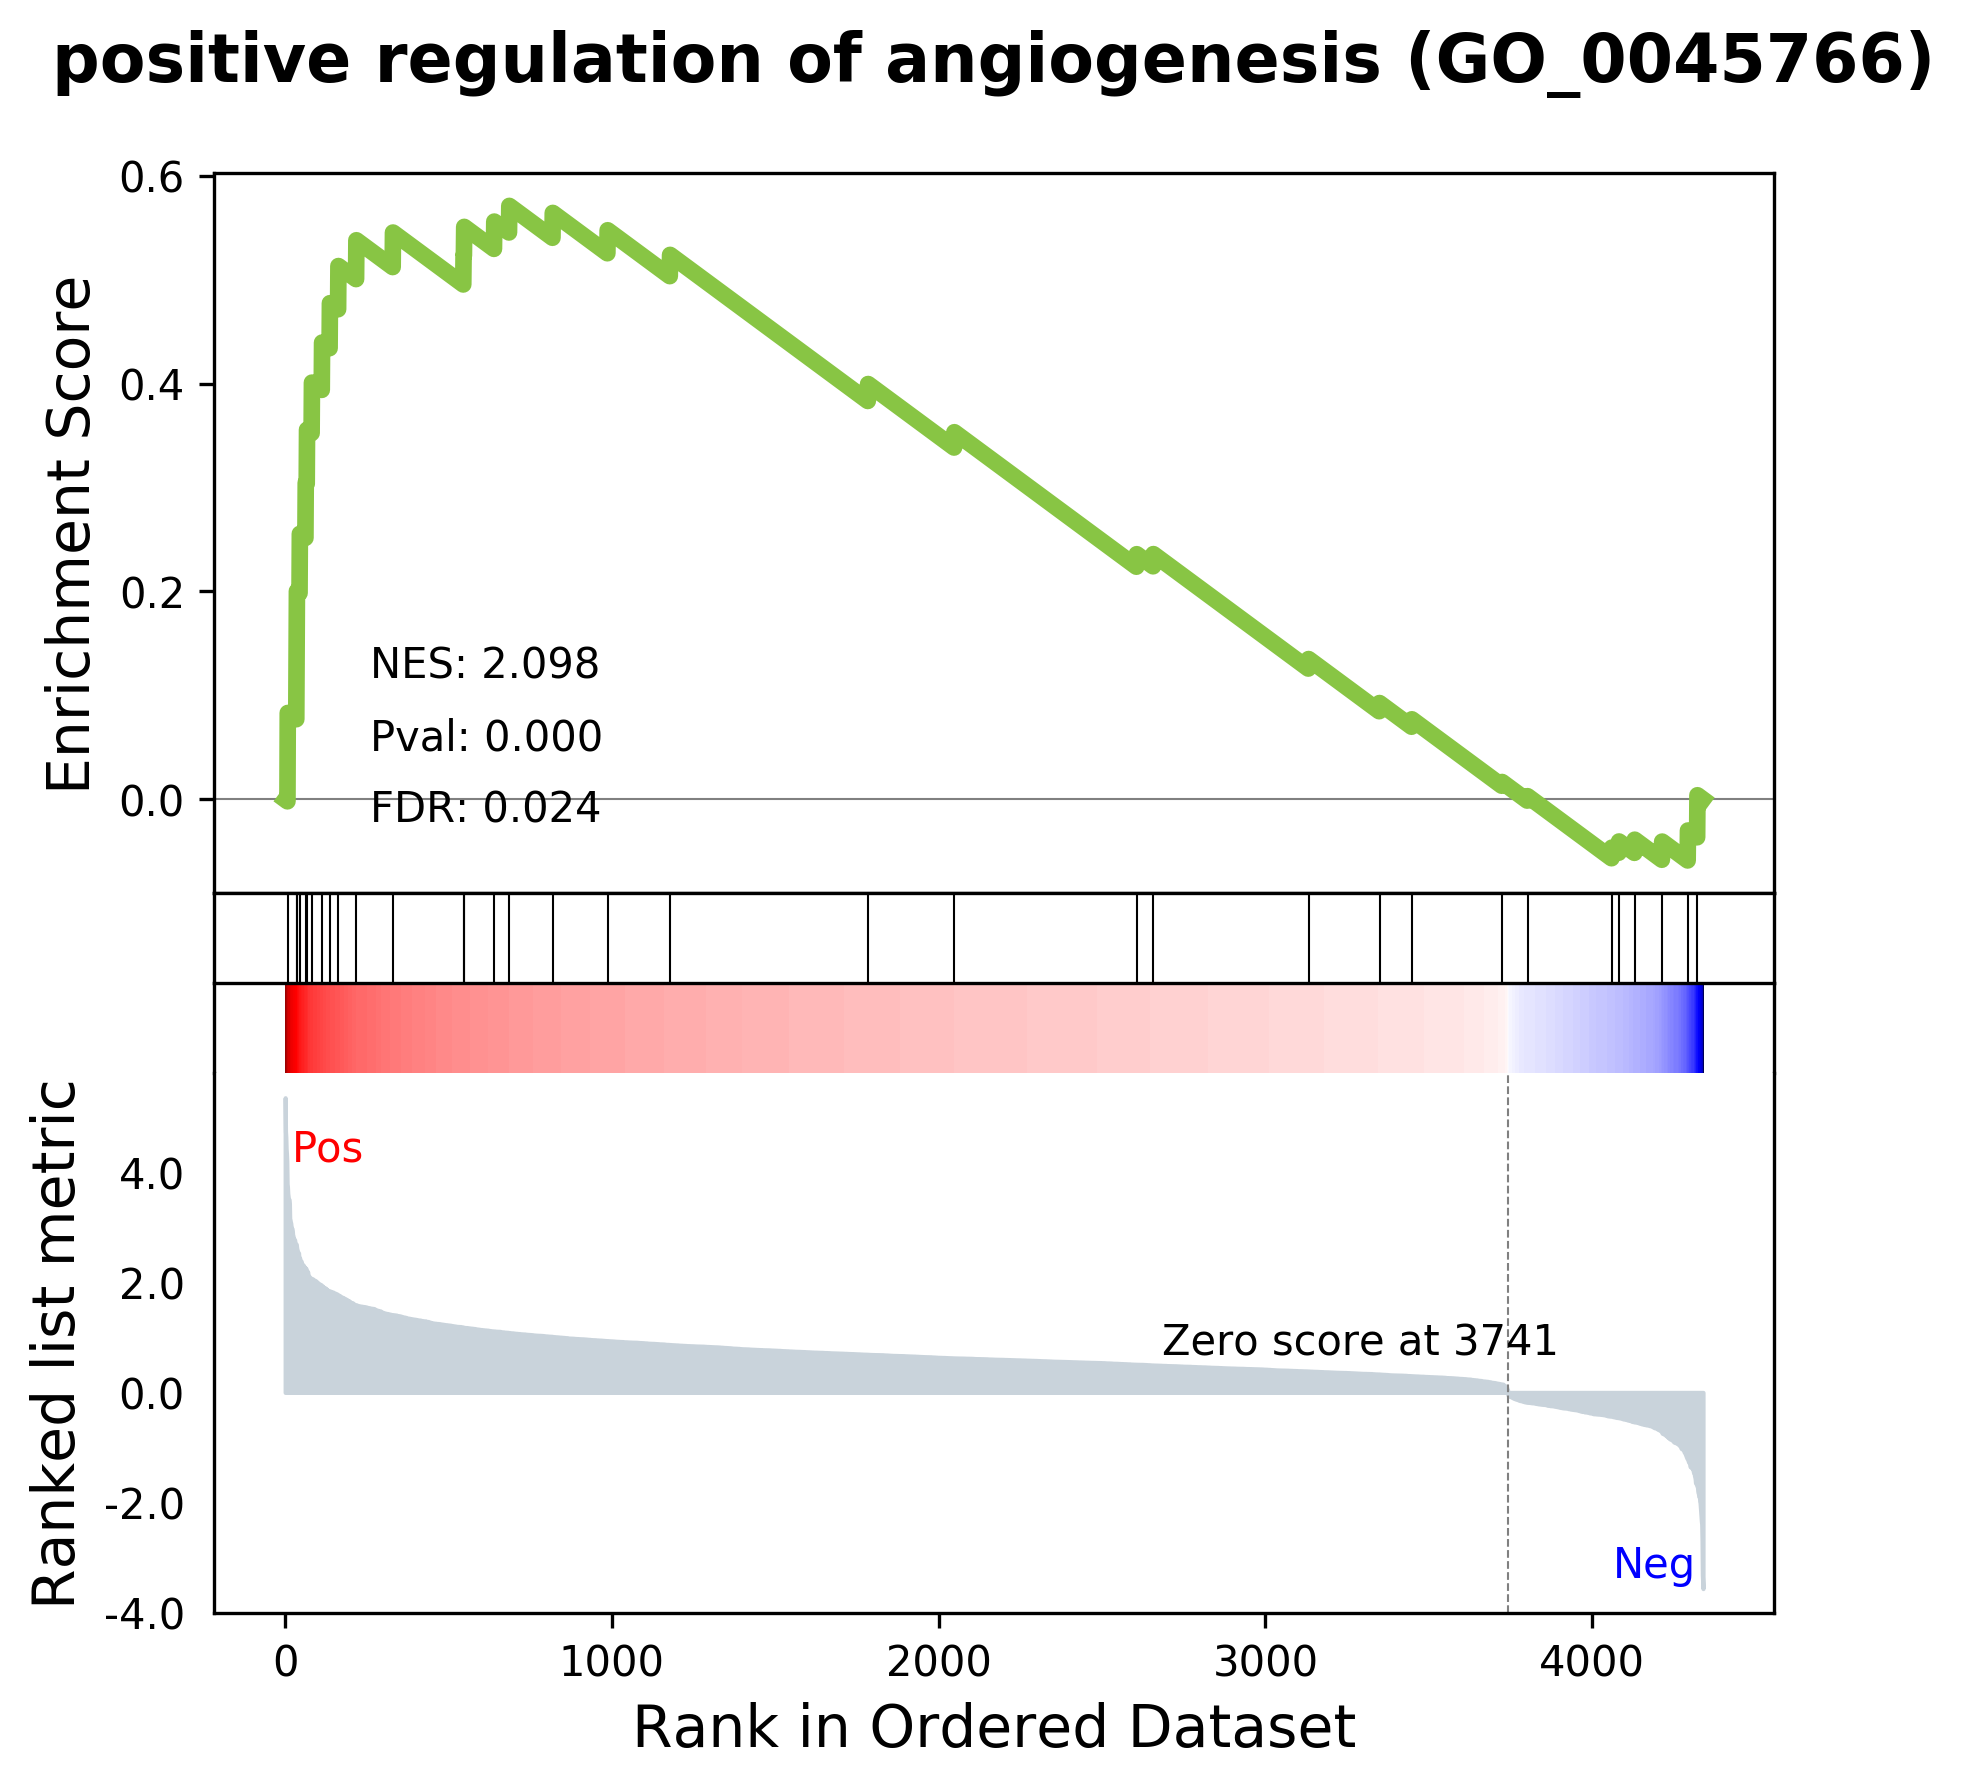 positive regulation of angiogenesis (GO_0045766)
Enrichment Score
0.6
0.4
0.2
0.0
NES: 2.098
Pval: 0.000
FDR: 0.024
Ranked list metric
4.0
2.0
0.0
-2.0
-4.0
Pos
Zero score at 3741
Neg
0 1000 2000 3000 4000
Rank in Ordered Dataset